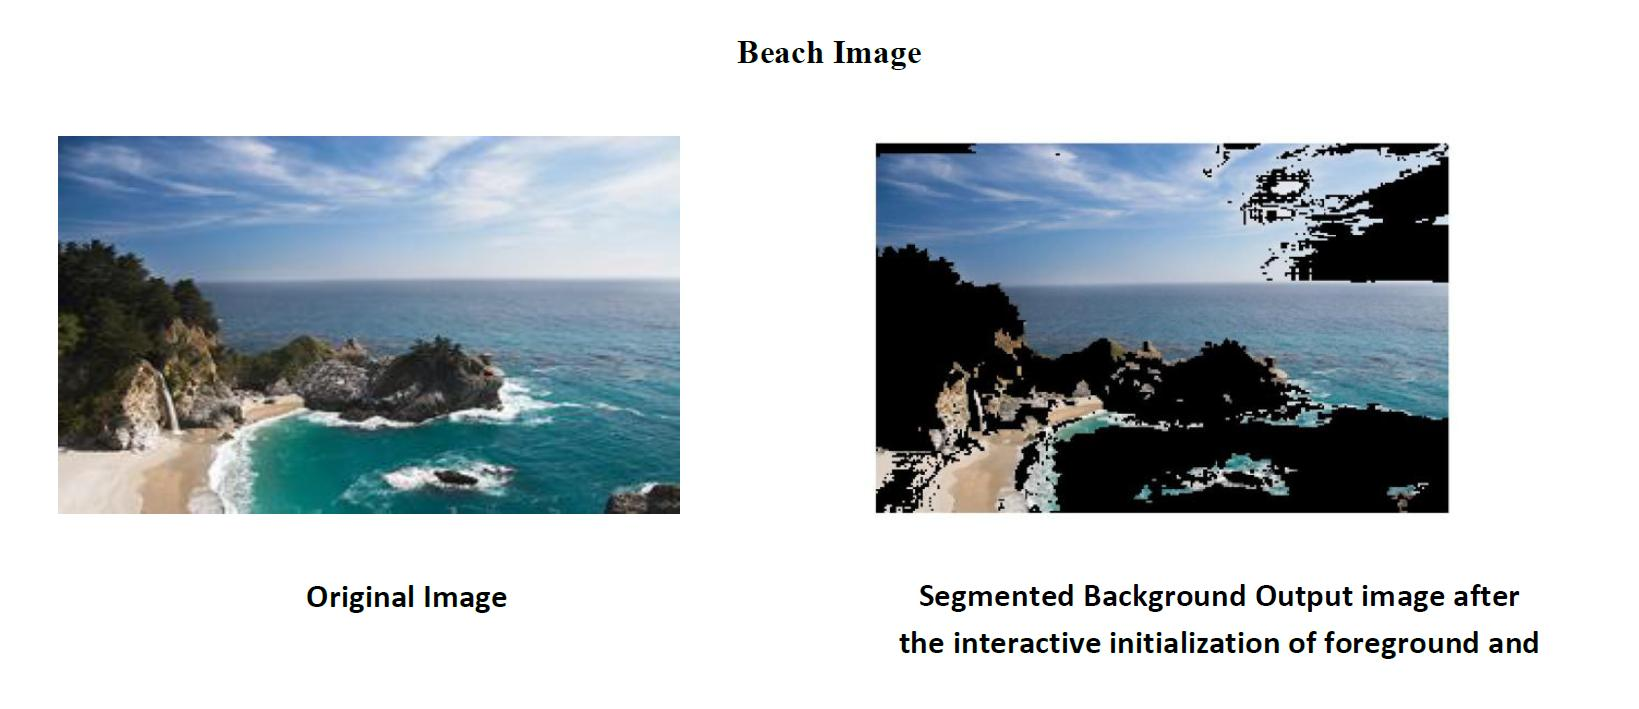 Beach Image
Original Image
Segmented Background Output image after
the interactive initialization of foreground and